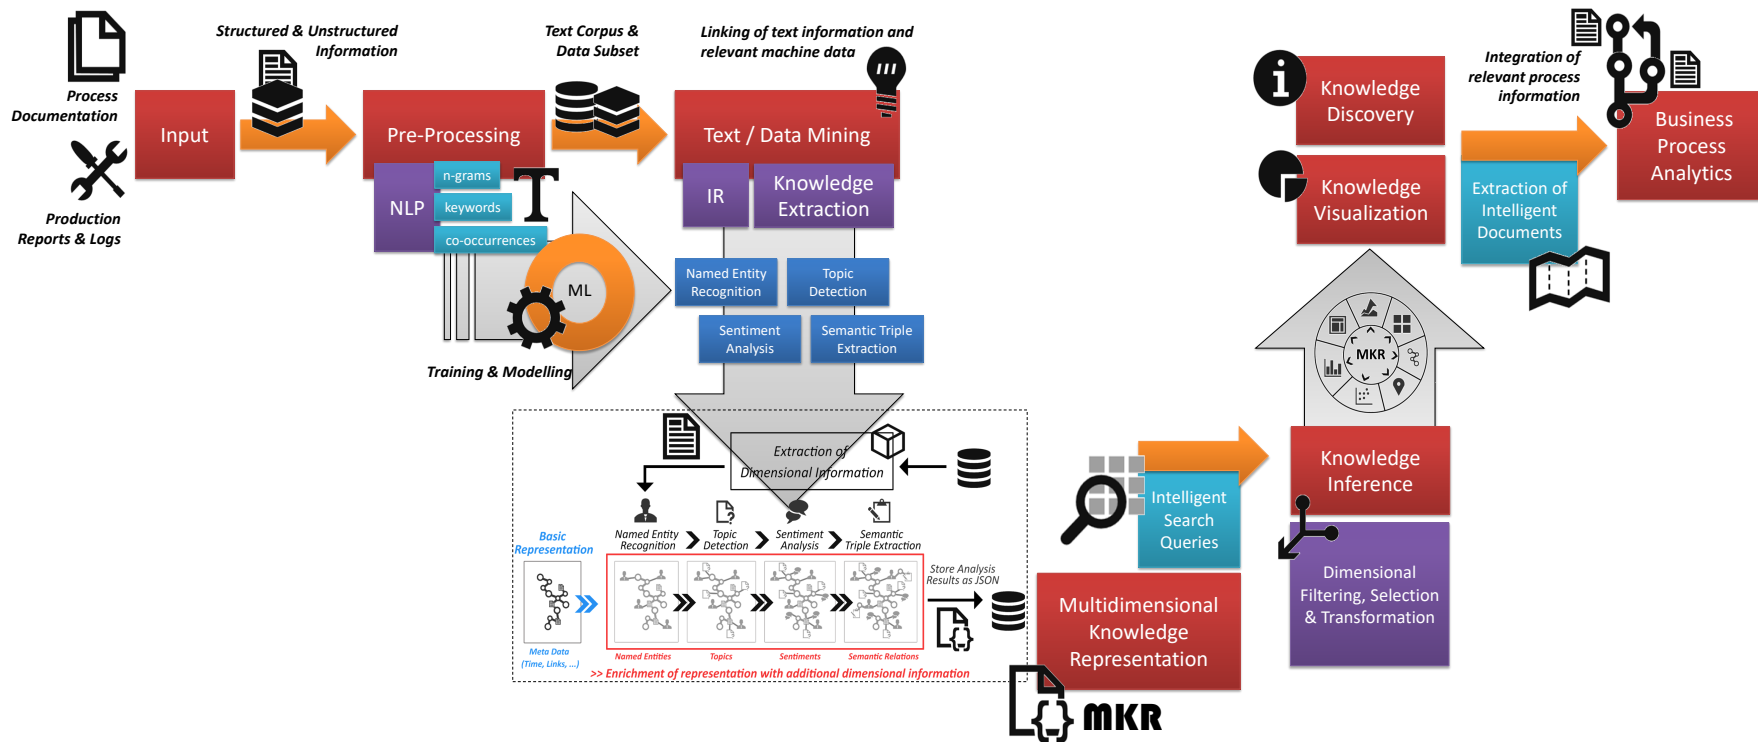 Structured & Unstructured
Information
Process
Documentation
Production
Reports & Logs
Input
Text Corpus &
Data Subset
Pre-Processing
NLP
n-grams
keywords
co-occurrences
ML
Training & Modelling
Linking of text information and
relevant machine data
Text / Data Mining
IR
Knowledge
Extraction
Named Entity
Recognition
Topic
Detection
Sentiment
Analysis
Semantic Triple
Extraction
Extraction of
Dimensional Information
Named Entity
Recognition
Topic
Detection
Sentiment
Analysis
Semantic
Triple Extraction
Basic
Representation
Meta Data
(Time, Links, ...)
Named Entities
Topics
Sentiments
Semantic Relations
>> Enrichment of representation with additional dimensional information
Store Analysis
Results as JSON
{}
Multidimensional
Knowledge
Representation
{}
MKR
Intelligent
Search
Queries
Knowledge
Inference
Dimensional
Filtering, Selection
& Transformation
MKR
i
Knowledge
Discovery
Knowledge
Visualization
Integration of
relevant process
information
Extraction of
Intelligent
Documents
Business
Process
Analytics